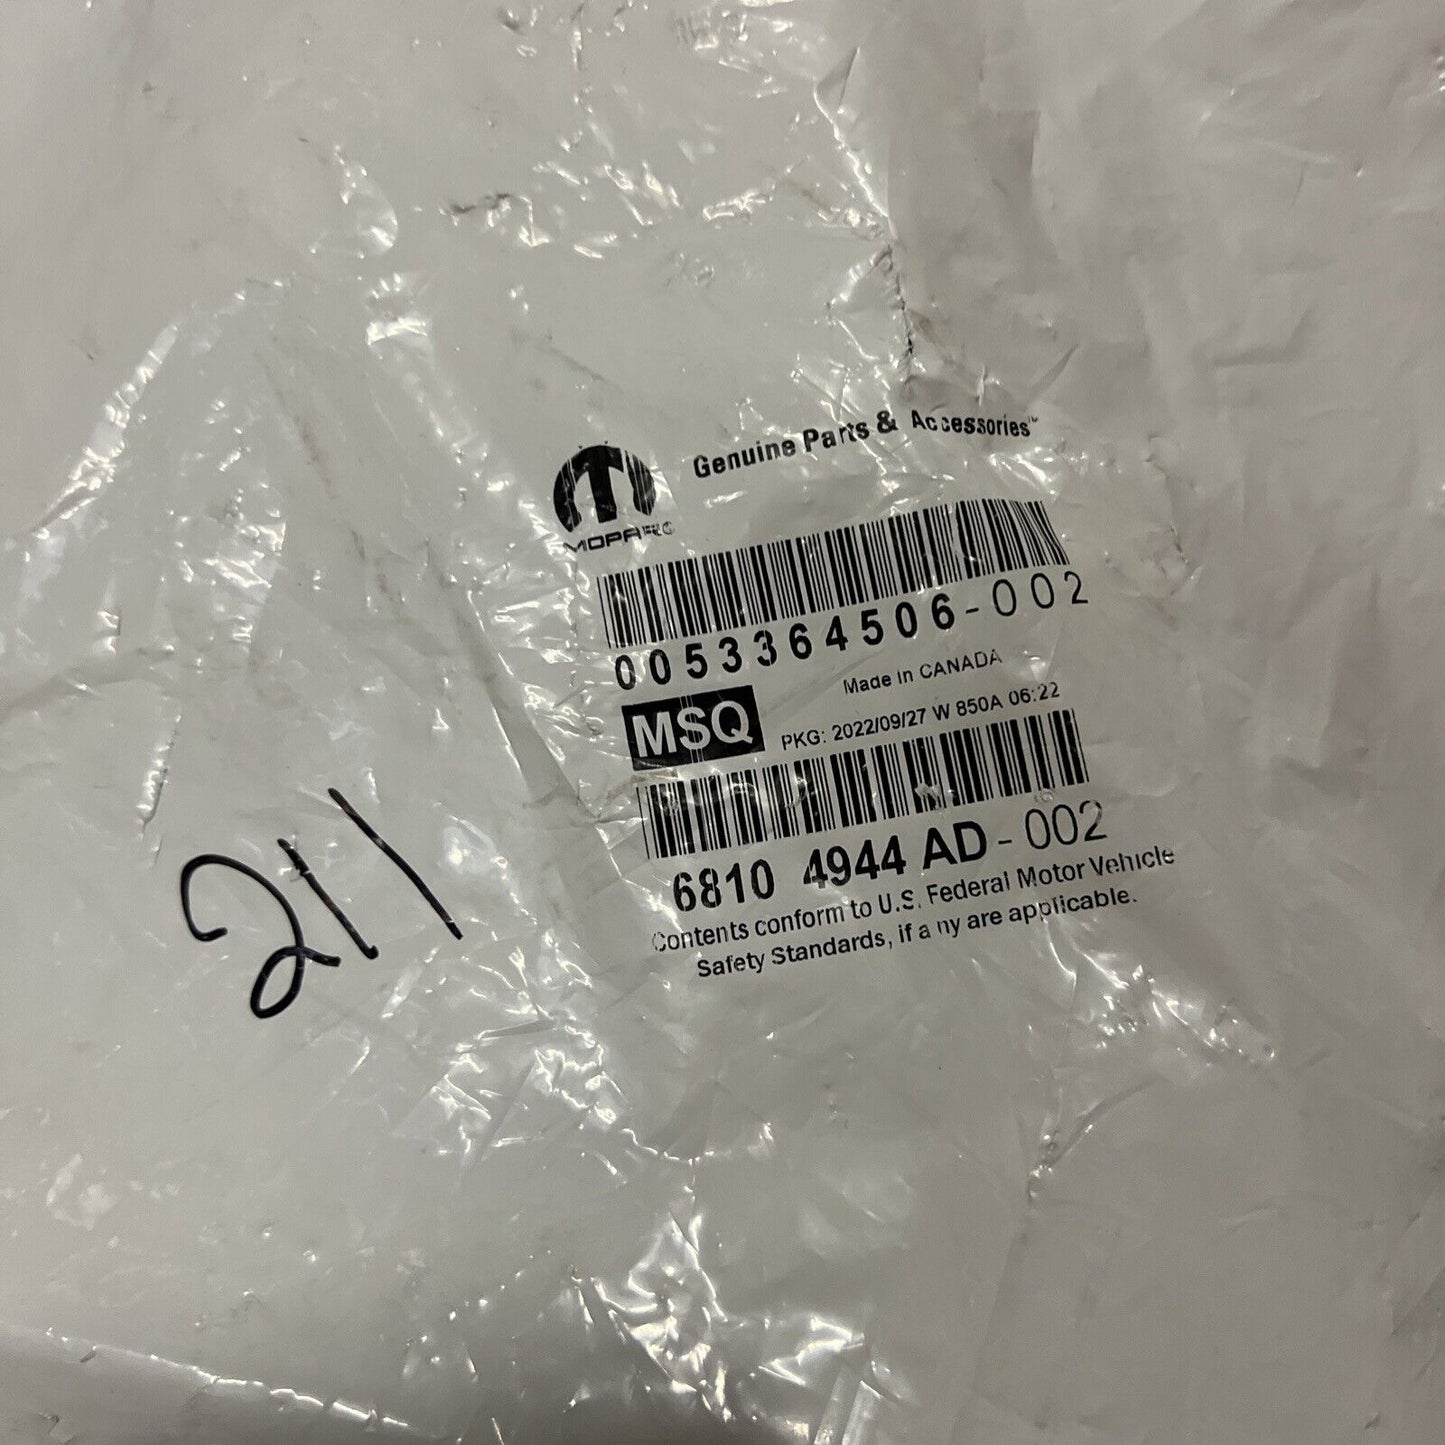 Genuine Parts & Accessories™
MOPAR®
0053364506-002
Made in CANADA
MSQ
PKG: 2022/09/27 W 850A 06:22
6810 4944 AD-002
Contents conform to U.S. Federal Motor Vehicle
Safety Standards, if any are applicable.
211